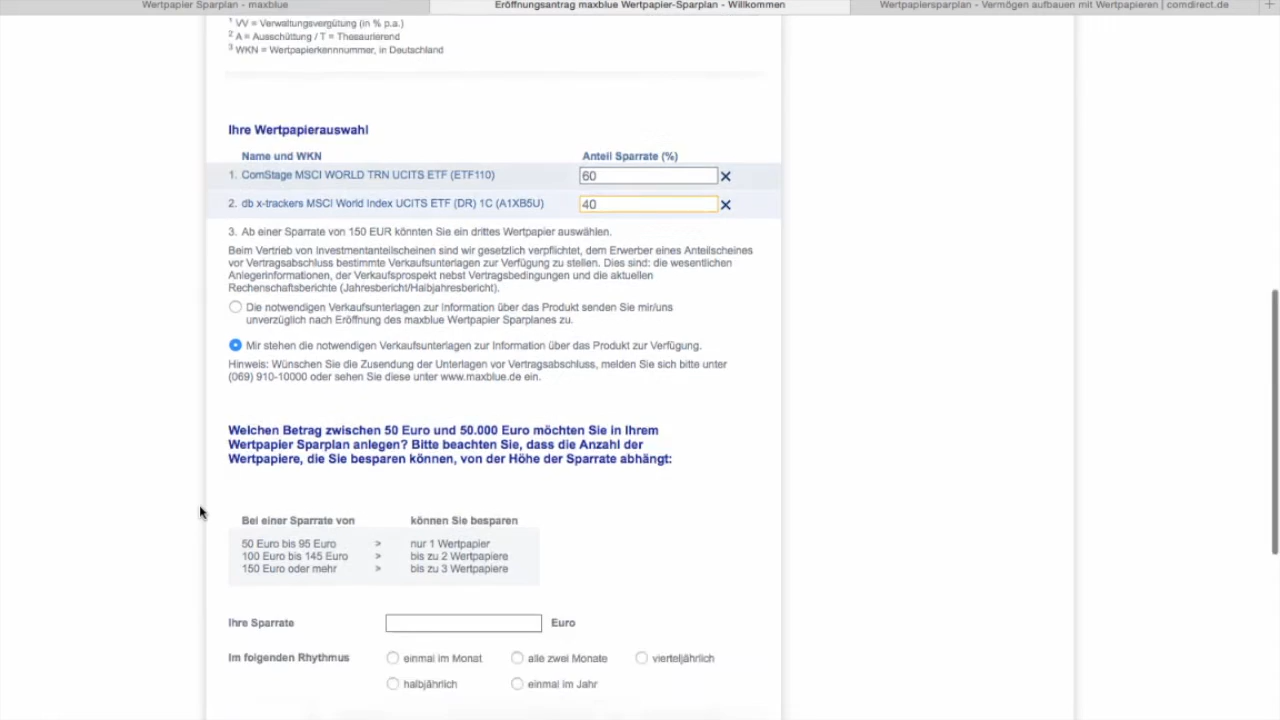 Wertpapier Sparplan - maxblue
Eröffnungsantrag maxblue Wertpapier-Sparplan - Willkommen
Wertpapiersparplan - Vermögen aufbauen mit Wertpapieren | comdirect.de
+
1 VV = Verwaltungsvergütung (in % p.a.)
2 A = Ausschüttung / T = Thesaurierend
3 WKN = Wertpapierkennnummer, in Deutschland
Ihre Wertpapierauswahl
Name und WKN Anteil Sparrate (%)
1. ComStage MSCI WORLD TRN UCITS ETF (ETF110) 60
2. db x-trackers MSCI World Index UCITS ETF (DR) 1C (A1XB5U) 40
3. Ab einer Sparrate von 150 EUR könnten Sie ein drittes Wertpapier auswählen.
Beim Vertrieb von Investmentanteilscheinen sind wir gesetzlich verpflichtet, dem Erwerber eines Anteilscheines
vor Vertragsabschluss bestimmte Verkaufsunterlagen zur Verfügung zu stellen. Dies sind: die wesentlichen
Anlegerinformationen, der Verkaufsprospekt nebst Vertragsbedingungen und die aktuellen
Rechenschaftsberichte (Jahresbericht/Halbjahresbericht).
Die notwendigen Verkaufsunterlagen zur Information über das Produkt senden Sie mir/uns
unverzüglich nach Eröffnung des maxblue Wertpapier Sparplanes zu.
Mir stehen die notwendigen Verkaufsunterlagen zur Information über das Produkt zur Verfügung.
Hinweis: Wünschen Sie die Zusendung der Unterlagen vor Vertragsabschluss, melden Sie sich bitte unter
(069) 910-10000 oder sehen Sie diese unter www.maxblue.de ein.
Welchen Betrag zwischen 50 Euro und 50.000 Euro möchten Sie in Ihrem
Wertpapier Sparplan anlegen? Bitte beachten Sie, dass die Anzahl der
Wertpapiere, die Sie besparen können, von der Höhe der Sparrate abhängt:
Bei einer Sparrate von können Sie besparen
50 Euro bis 95 Euro > nur 1 Wertpapier
100 Euro bis 145 Euro > bis zu 2 Wertpapiere
150 Euro oder mehr > bis zu 3 Wertpapiere
Ihre Sparrate Euro
Im folgenden Rhythmus einmal im Monat alle zwei Monate vierteljährlich
halbjährlich einmal im Jahr